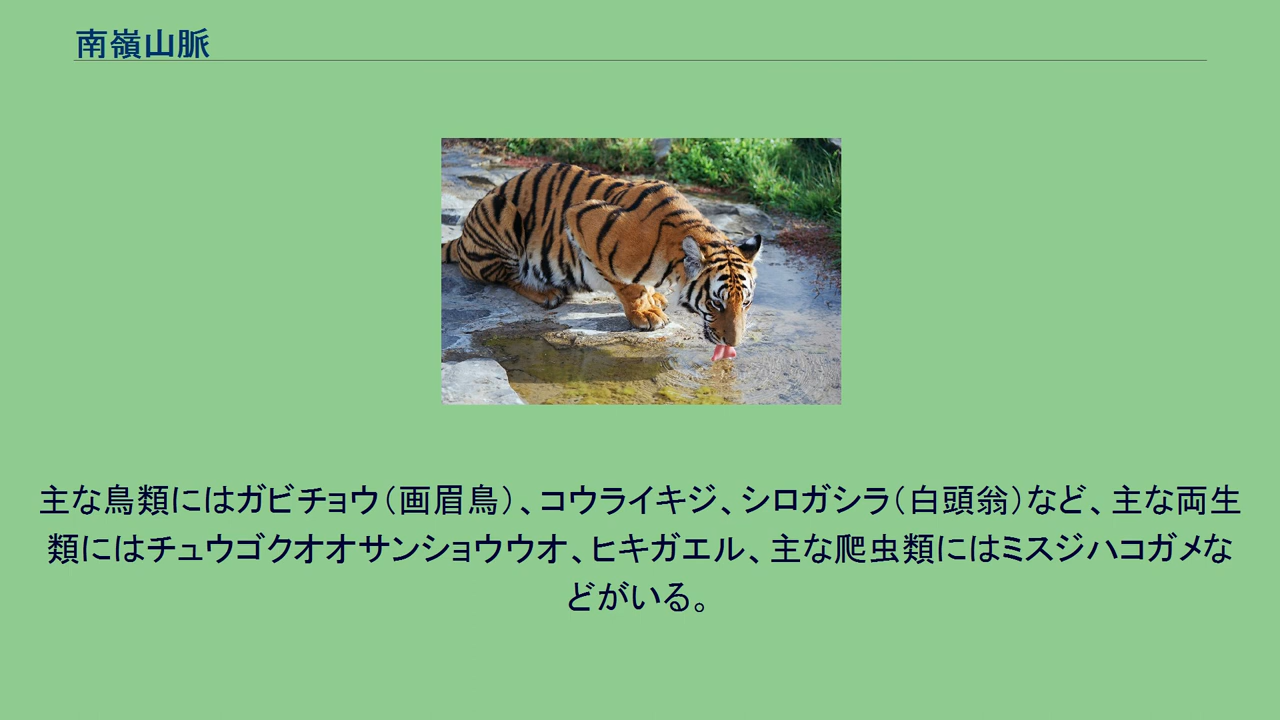 南嶺山脈
主な鳥類にはガビチョウ（画眉鳥）、コウライキジ、シロガシラ（白頭翁）など、主な両生
類にはチュウゴクオオサンショウウオ、ヒキガエル、主な爬虫類にはミスジハコガメな
どがいる。